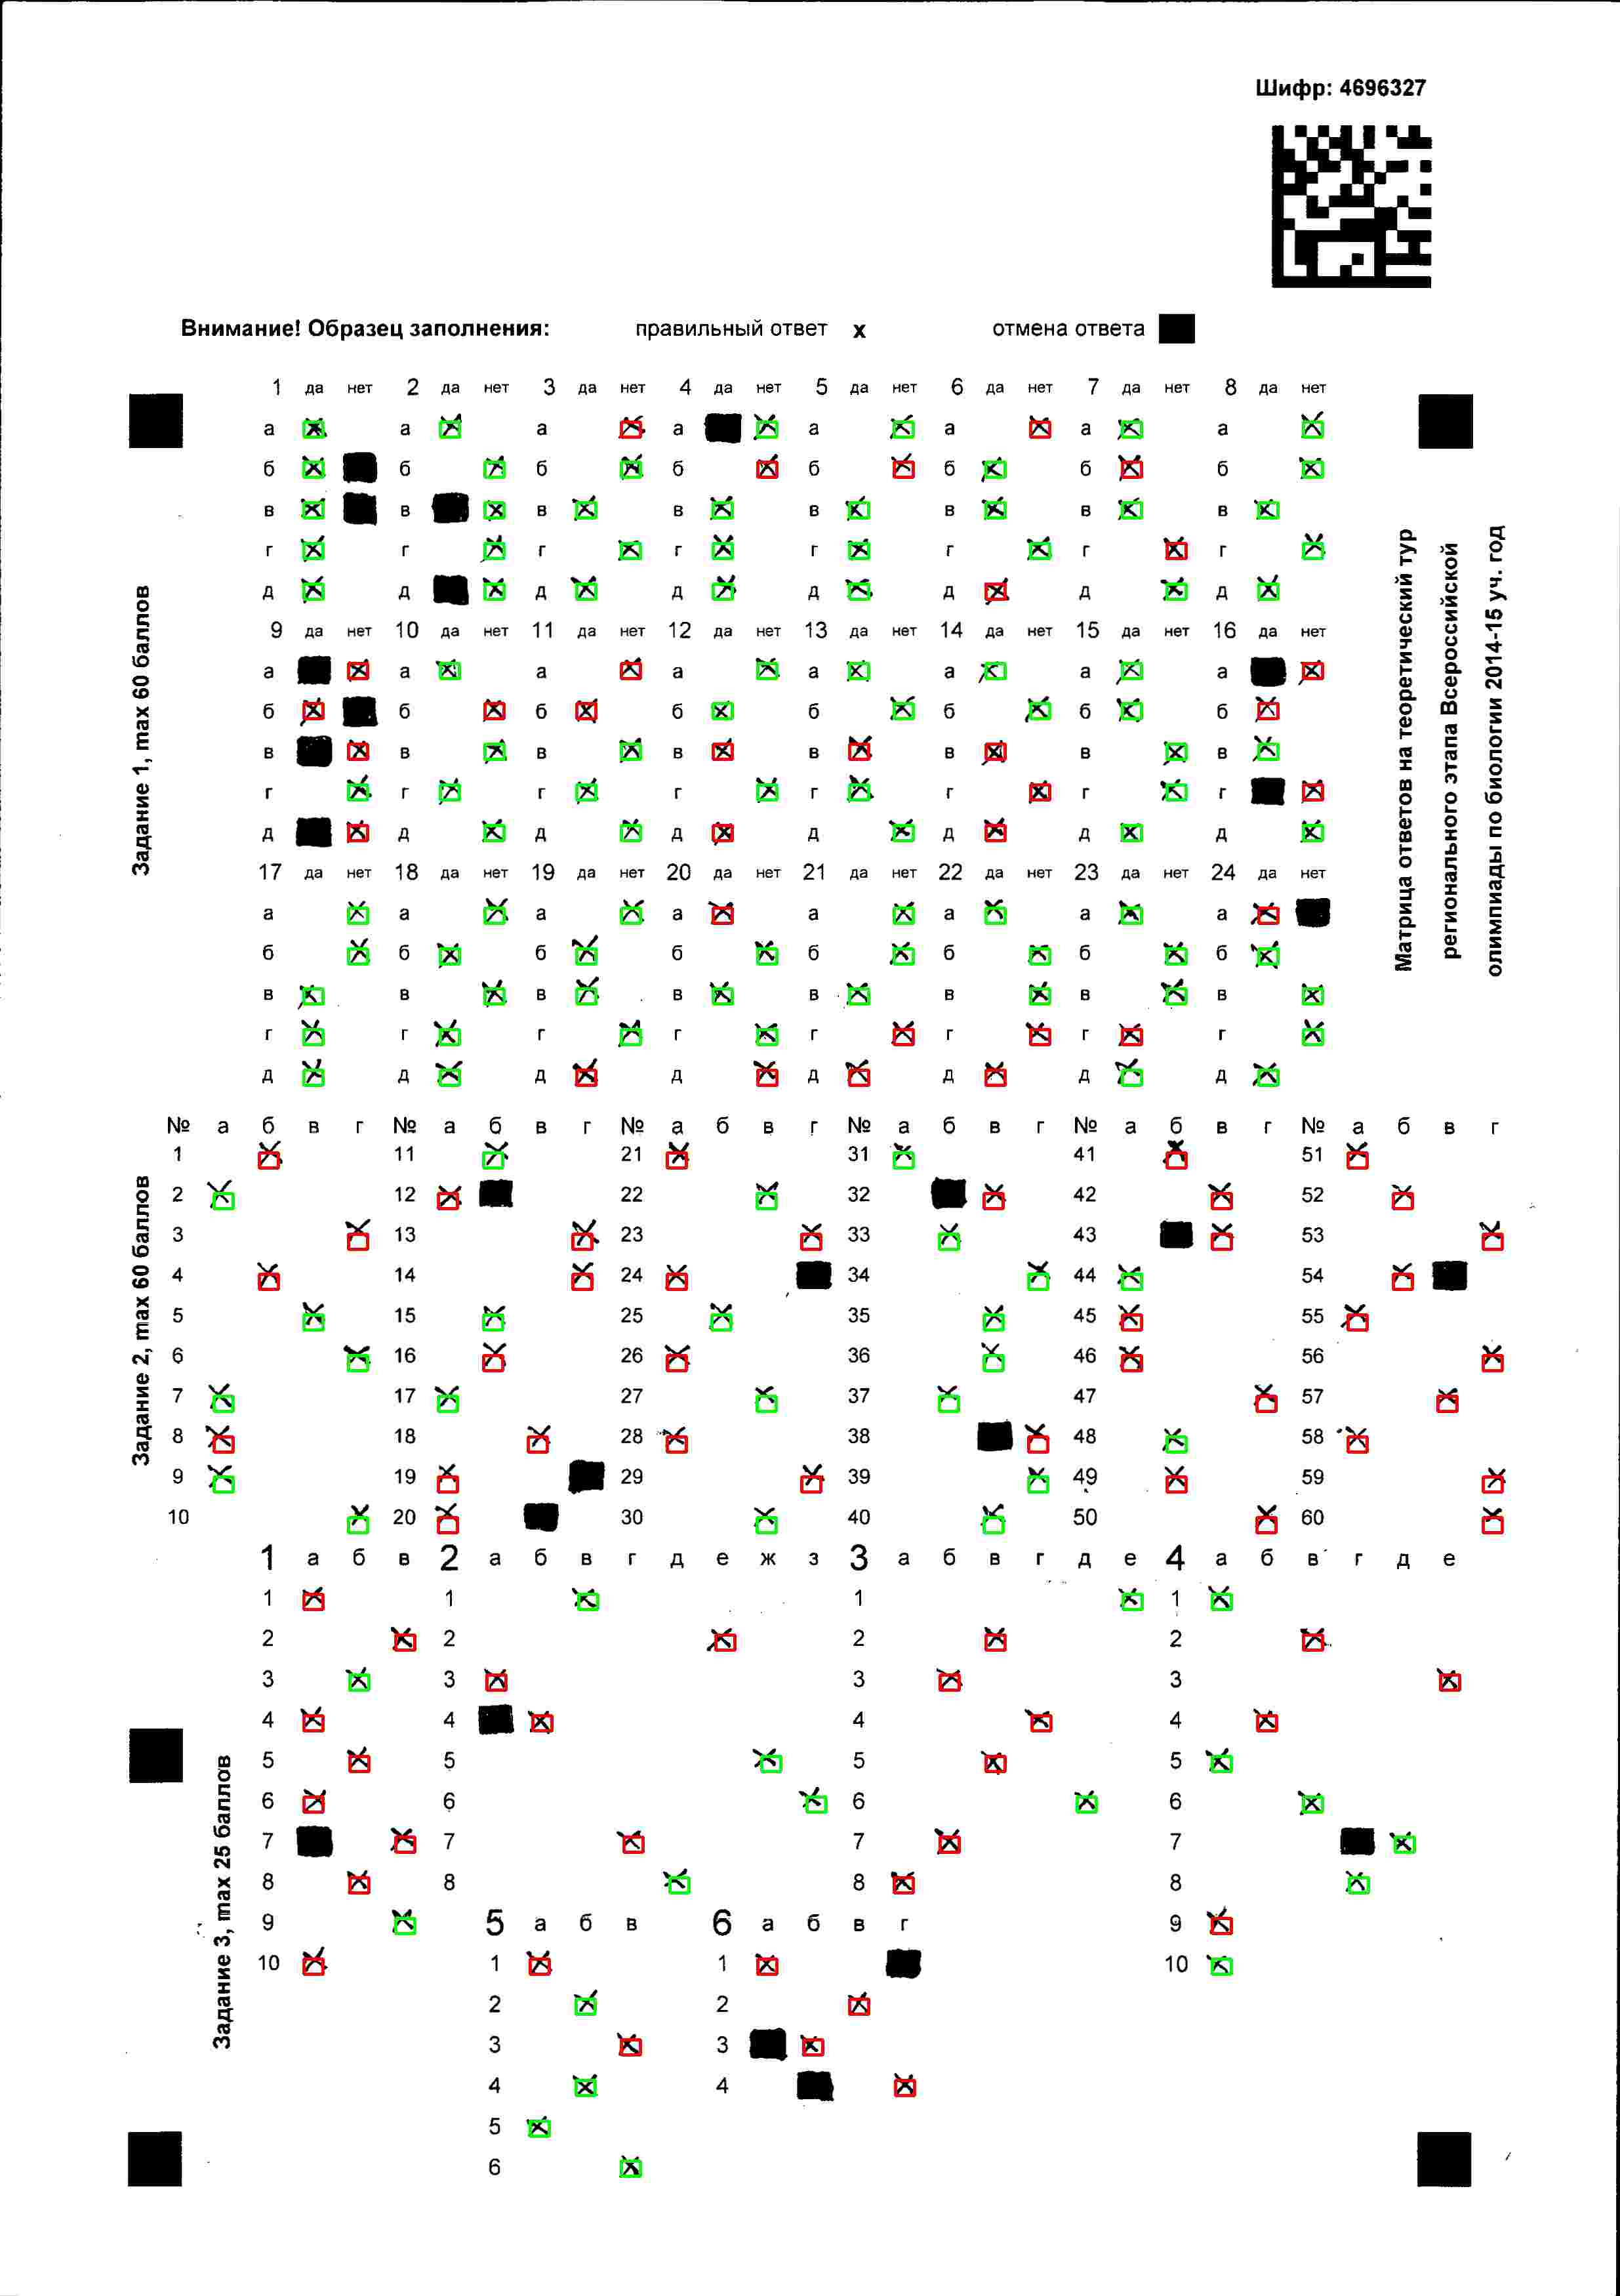 Шифр: 4696327
Внимание! Образец заполнения: правильный ответ x отмена ответа
1 да нет 2 да нет 3 да нет 4 да нет 5 да нет 6 да нет 7 да нет 8 да нет
а а а а а а а а
б б б б б б б б
в в в в в в в в
г г г г г г г г
д д д д д д д д
9 да нет 10 да нет 11 да нет 12 да нет 13 да нет 14 да нет 15 да нет 16 да нет
а а а а а а а а
б б б б б б б б
в в в в в в в в
г г г г г г г г
д д д д д д д д
17 да нет 18 да нет 19 да нет 20 да нет 21 да нет 22 да нет 23 да нет 24 да нет
а а а а а а а а
б б б б б б б б
в в в в в в в в
г г г г г г г г
д д д д д д д д
Задание 1, max 60 баллов
Матрица ответов на теоретический тур
регионального этапа Всероссийской
олимпиады по биологии 2014-15 уч. год
№ а б в г № а б в г № а б в г № а б в г № а б в г № а б в г
1 11 21 31 41 51
2 12 22 32 42 52
3 13 23 33 43 53
4 14 24 34 44 54
5 15 25 35 45 55
6 16 26 36 46 56
7 17 27 37 47 57
8 18 28 38 48 58
9 19 29 39 49 59
10 20 30 40 50 60
Задание 2, max 60 баллов
1 а б в 2 а б в г д е ж з 3 а б в г д е 4 а б в г д е
1 1 1 1
2 2 2 2
3 3 3 3
4 4 4 4
5 5 5 5
6 6 6 6
7 7 7 7
8 8 8 8
9 5 а б в 6 а б в г 9
10 1 1 10
2 2
3 3
4 4
5
6
Задание 3, max 25 баллов